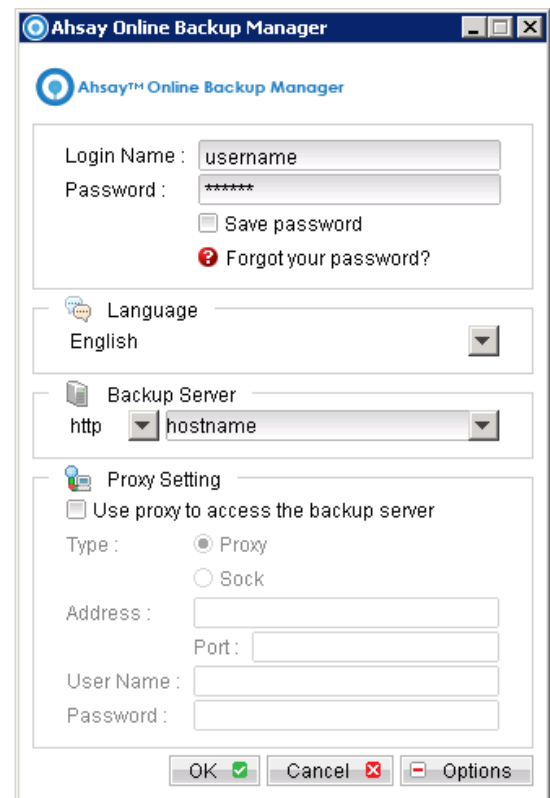 Ahsay Online Backup Manager
Ahsay™ Online Backup Manager
Login Name : username
Password : ******
Save password
Forgot your password?
Language
English
Backup Server
http hostname
Proxy Setting
Use proxy to access the backup server
Type : Proxy
Sock
Address :
Port :
User Name :
Password :
OK Cancel Options